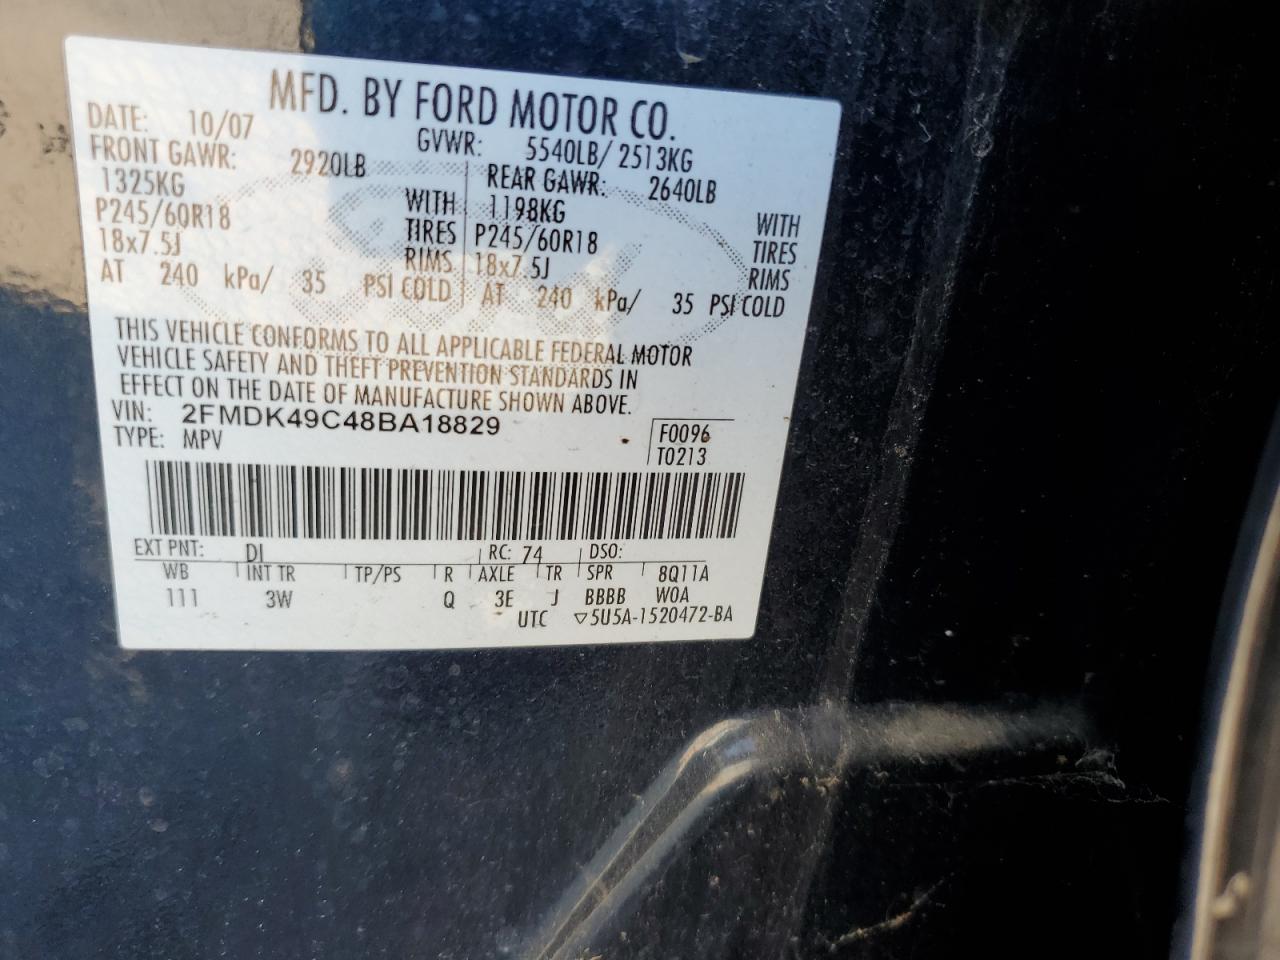 MFD. BY FORD MOTOR CO.
DATE: 10/07 GVWR: 5540LB/ 2513KG
FRONT GAWR: 2920LB REAR GAWR: 2640LB
1325KG WITH 1198KG WITH
P245/60R18 TIRES P245/60R18 TIRES
18x7.5J RIMS 18x7.5J RIMS
AT 240 kPa/ 35 PSI COLD AT 240 kPa/ 35 PSI COLD
THIS VEHICLE CONFORMS TO ALL APPLICABLE FEDERAL MOTOR
VEHICLE SAFETY AND THEFT PREVENTION STANDARDS IN
EFFECT ON THE DATE OF MANUFACTURE SHOWN ABOVE.
VIN: 2FMDK49C48BA18829 F0096
TYPE: MPV T0213
EXT PNT: DI RC: 74 DSO:
WB INT TR TP/PS R AXLE TR SPR 8Q11A
111 3W Q 3E J BBBB W0A
UTC ▽5U5A-1520472-BA